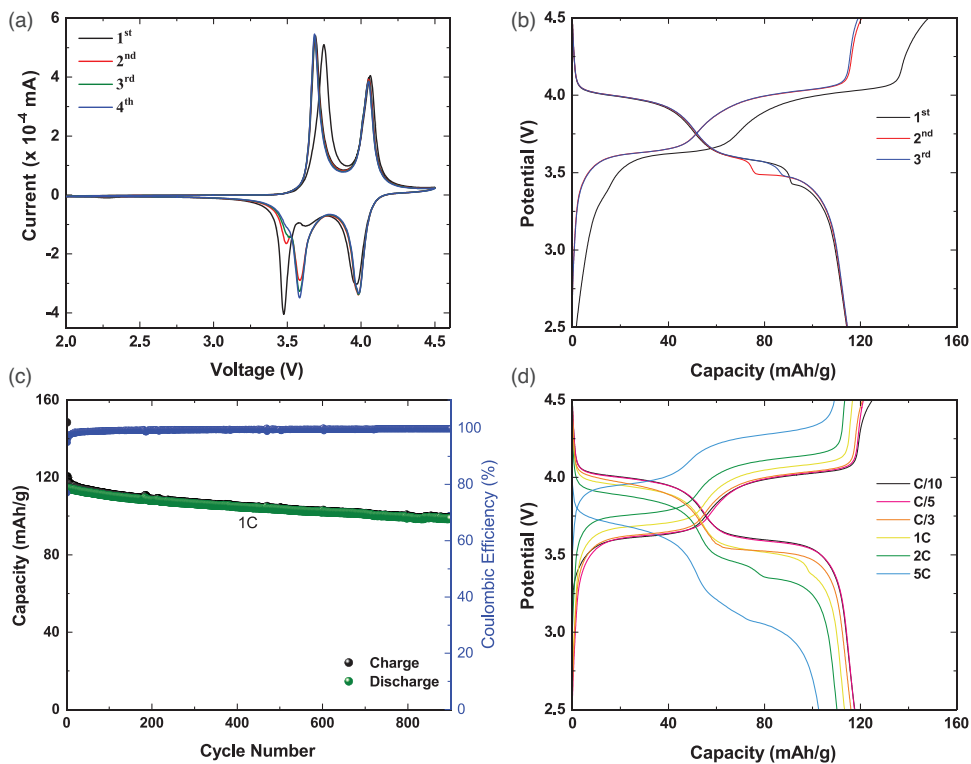 (a)
6
4
2
0
-2
-4
Current (x 10⁻⁴ mA)
1st
2nd
3rd
4th
2.0 2.5 3.0 3.5 4.0 4.5
Voltage (V)
(b)
4.5
4.0
3.5
3.0
2.5
Potential (V)
1st
2nd
3rd
0 40 80 120 160
Capacity (mAh/g)
(c)
160
120
80
40
0
Capacity (mAh/g)
1C
Charge
Discharge
100
80
60
40
20
0
Coulombic Efficiency (%)
0 200 400 600 800
Cycle Number
(d)
4.5
4.0
3.5
3.0
2.5
Potential (V)
C/10
C/5
C/3
1C
2C
5C
0 40 80 120 160
Capacity (mAh/g)